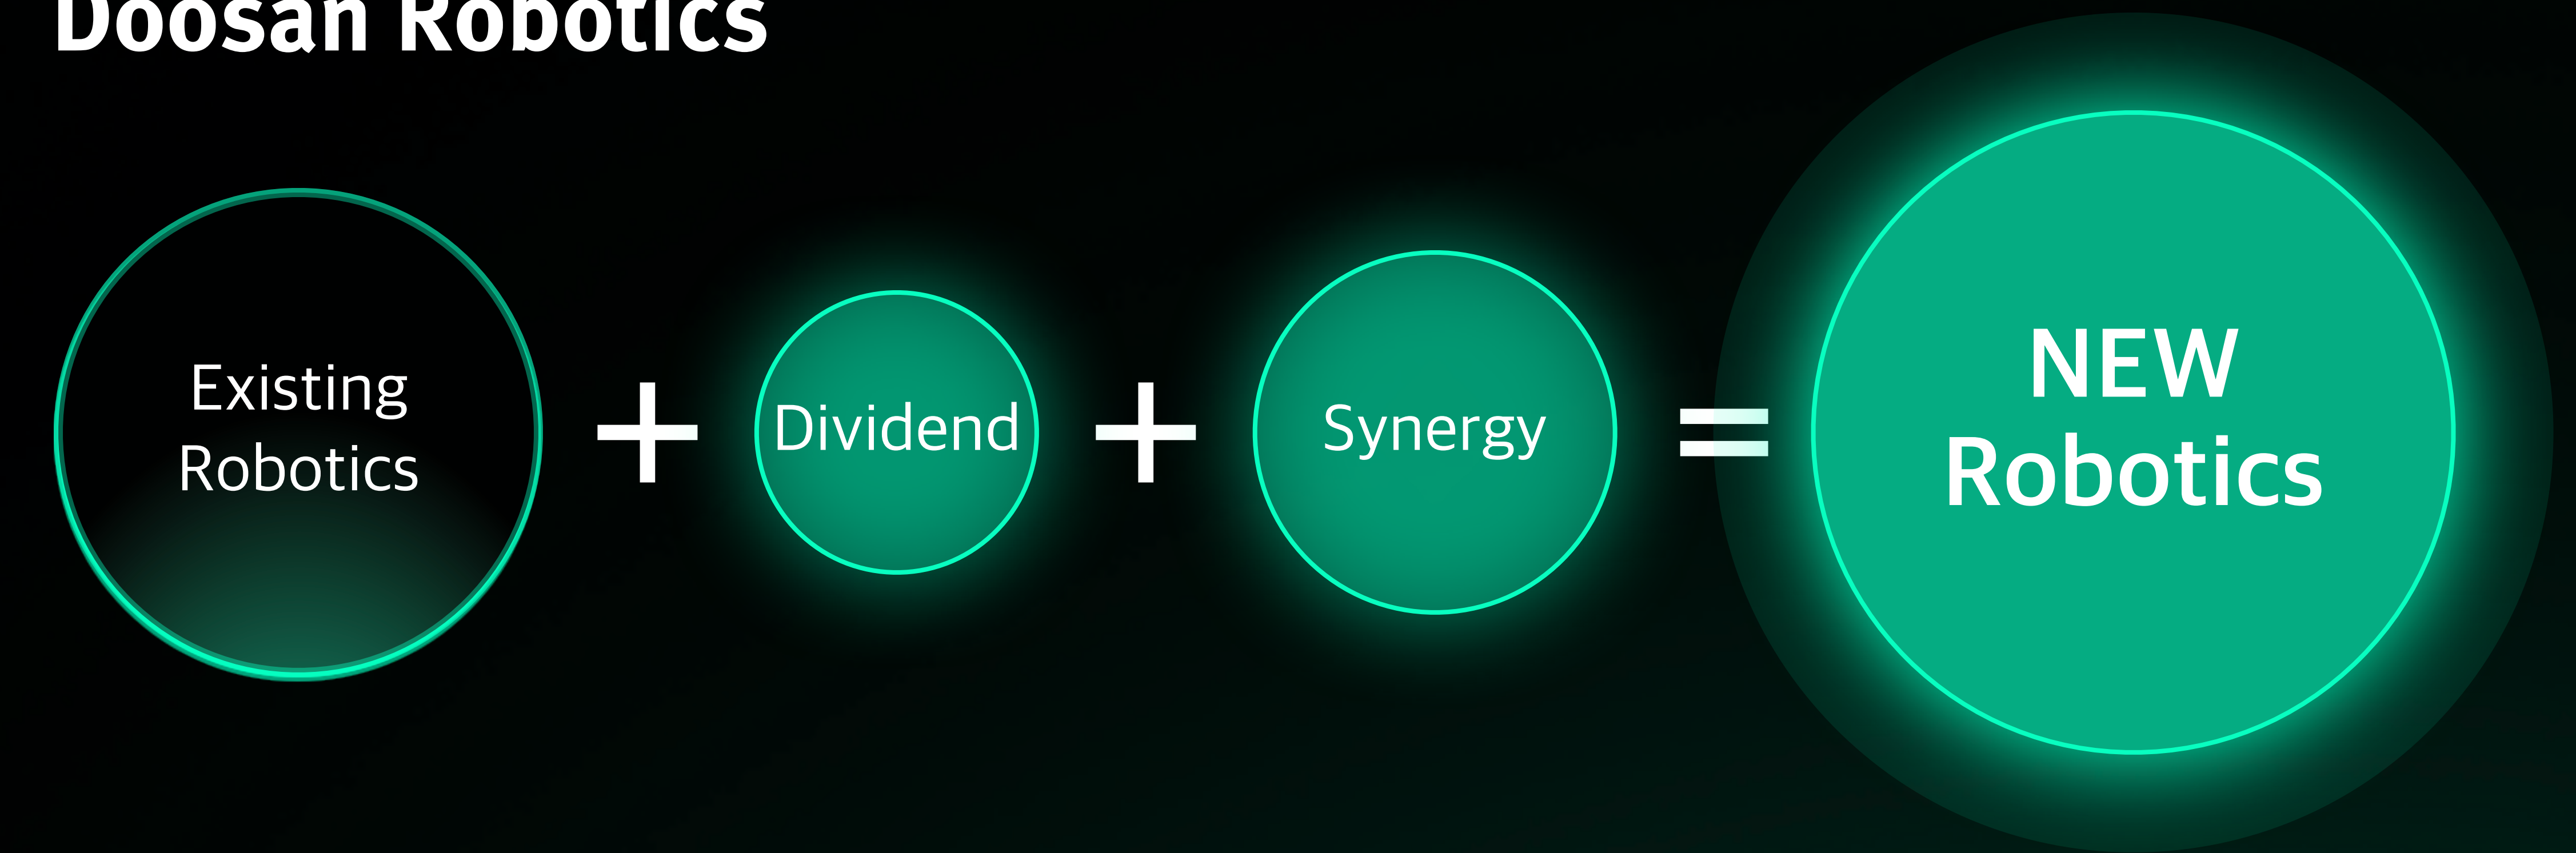 Doosan Robotics
Existing
Robotics
+
Dividend
+
Synergy
=
NEW
Robotics